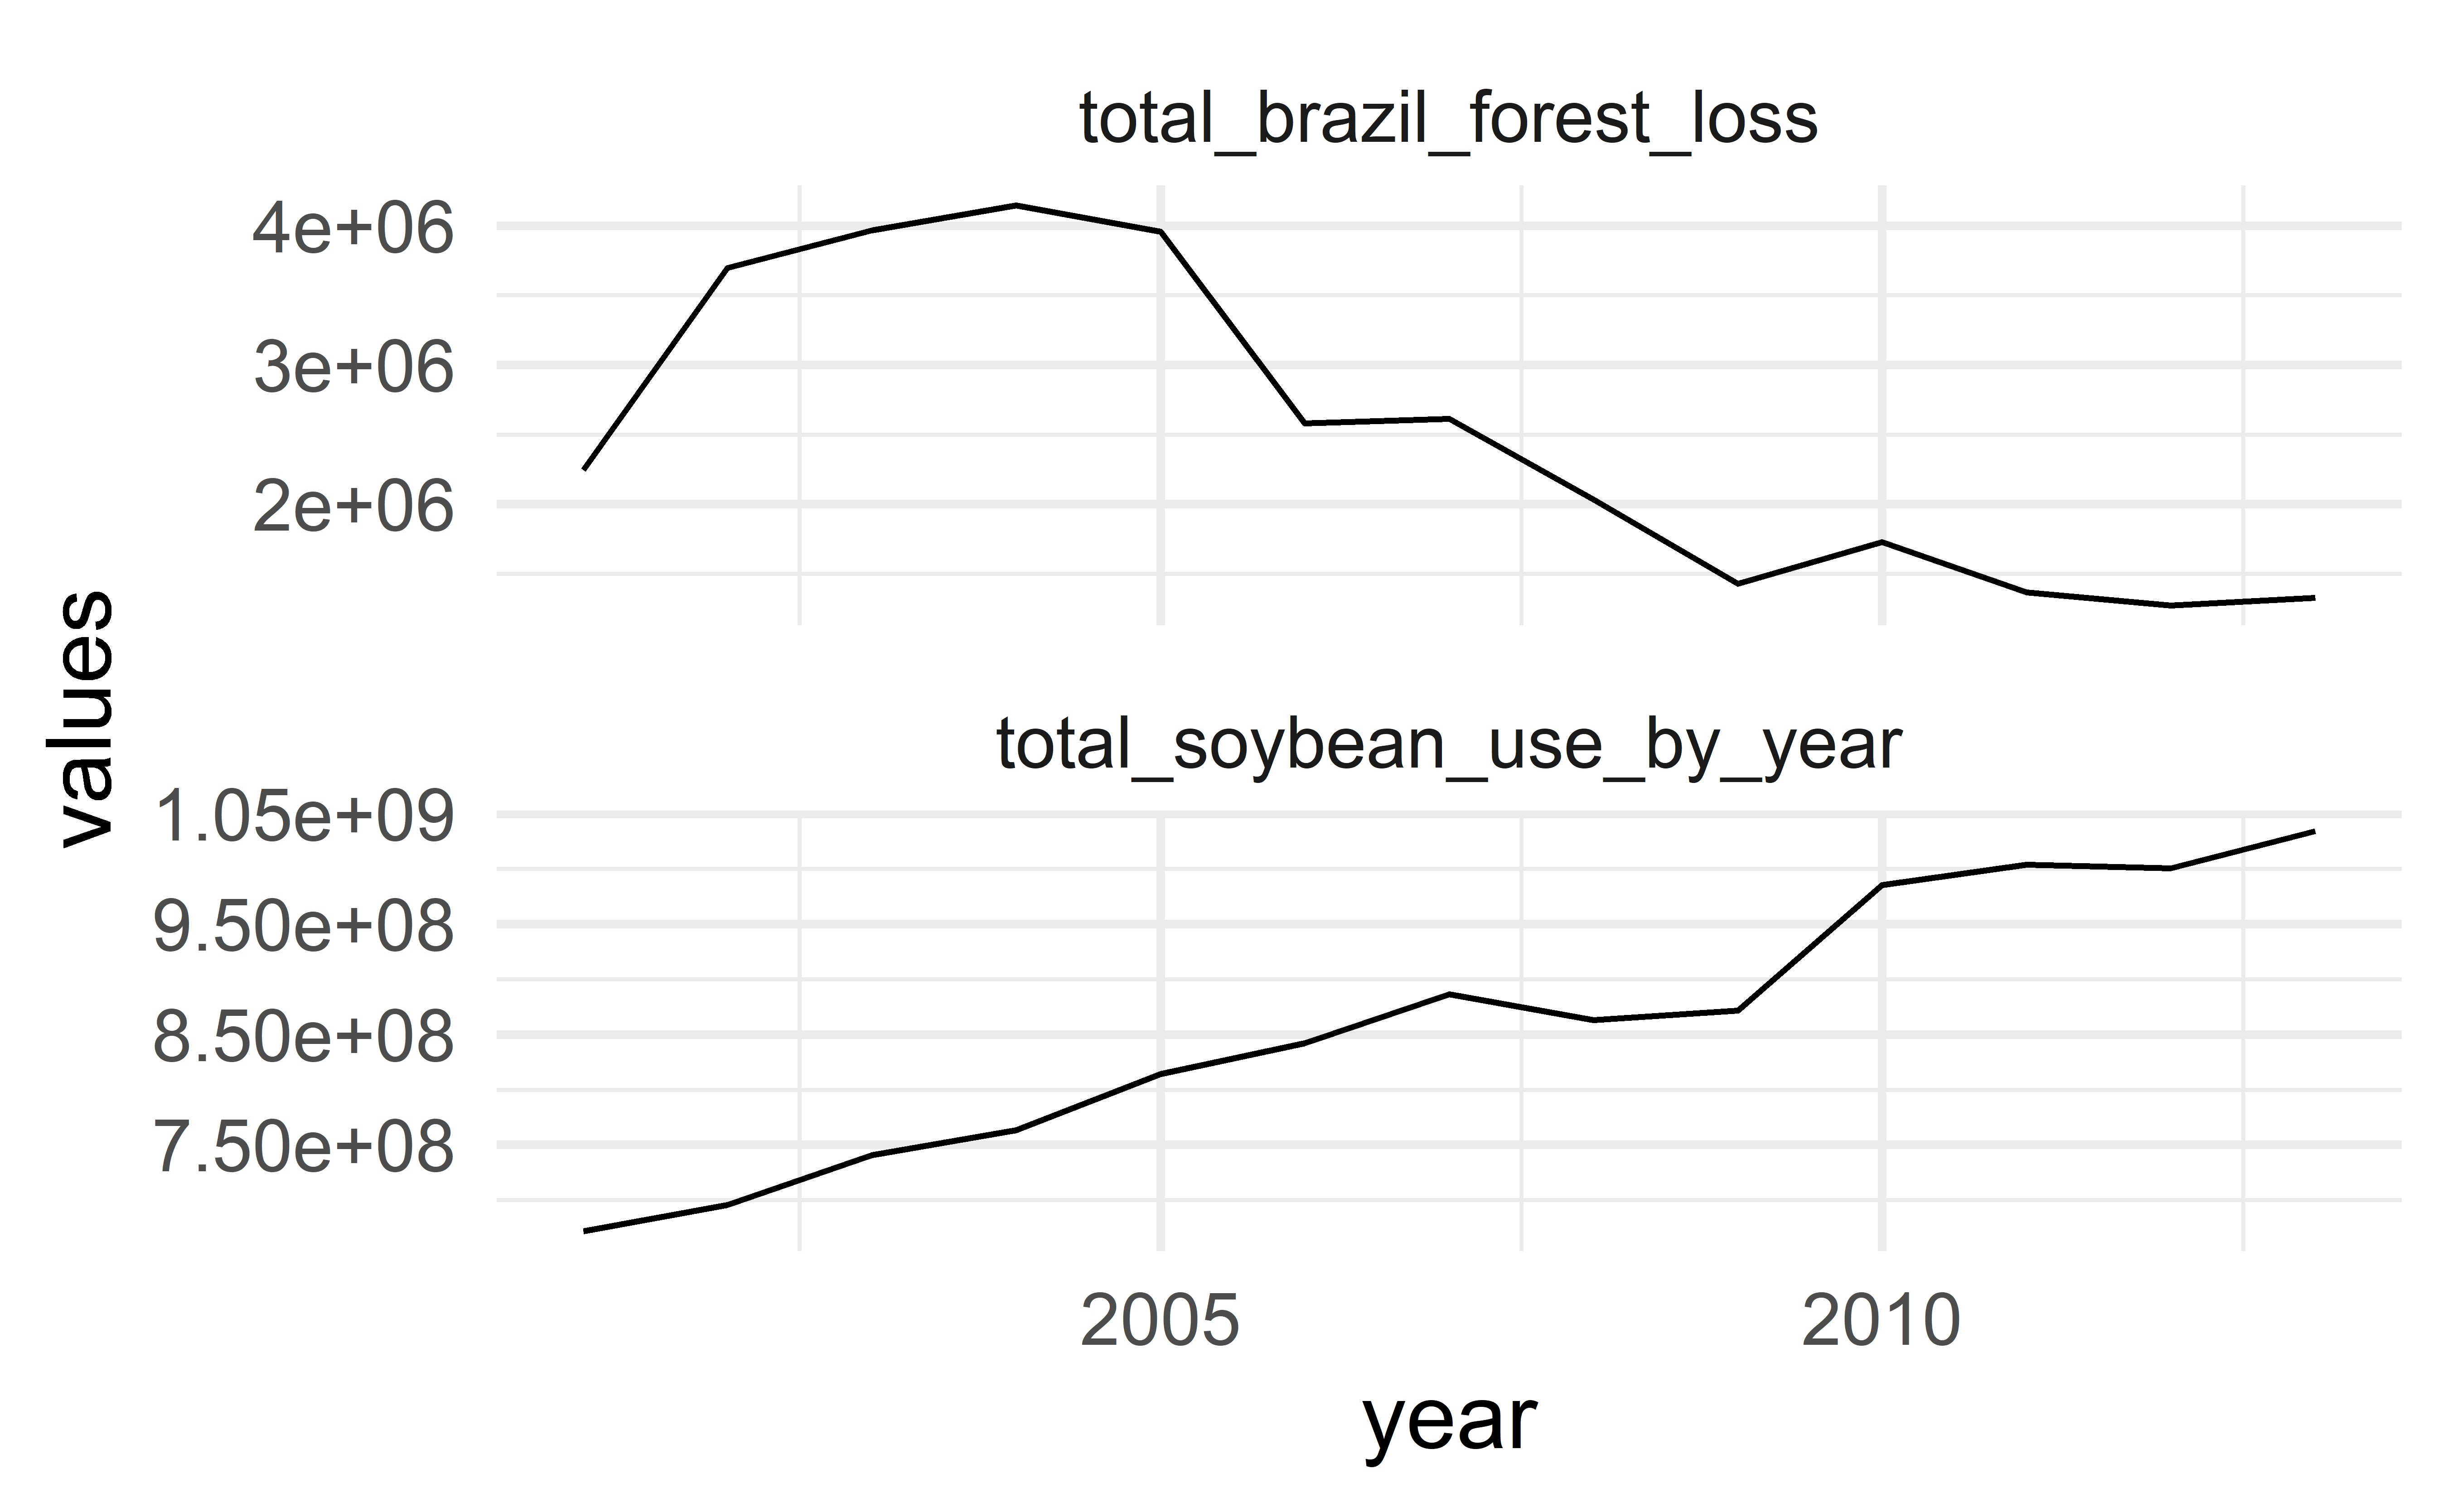 total_brazil_forest_loss
4e+06
3e+06
2e+06
values
total_soybean_use_by_year
1.05e+09
9.50e+08
8.50e+08
7.50e+08
2005
2010
year